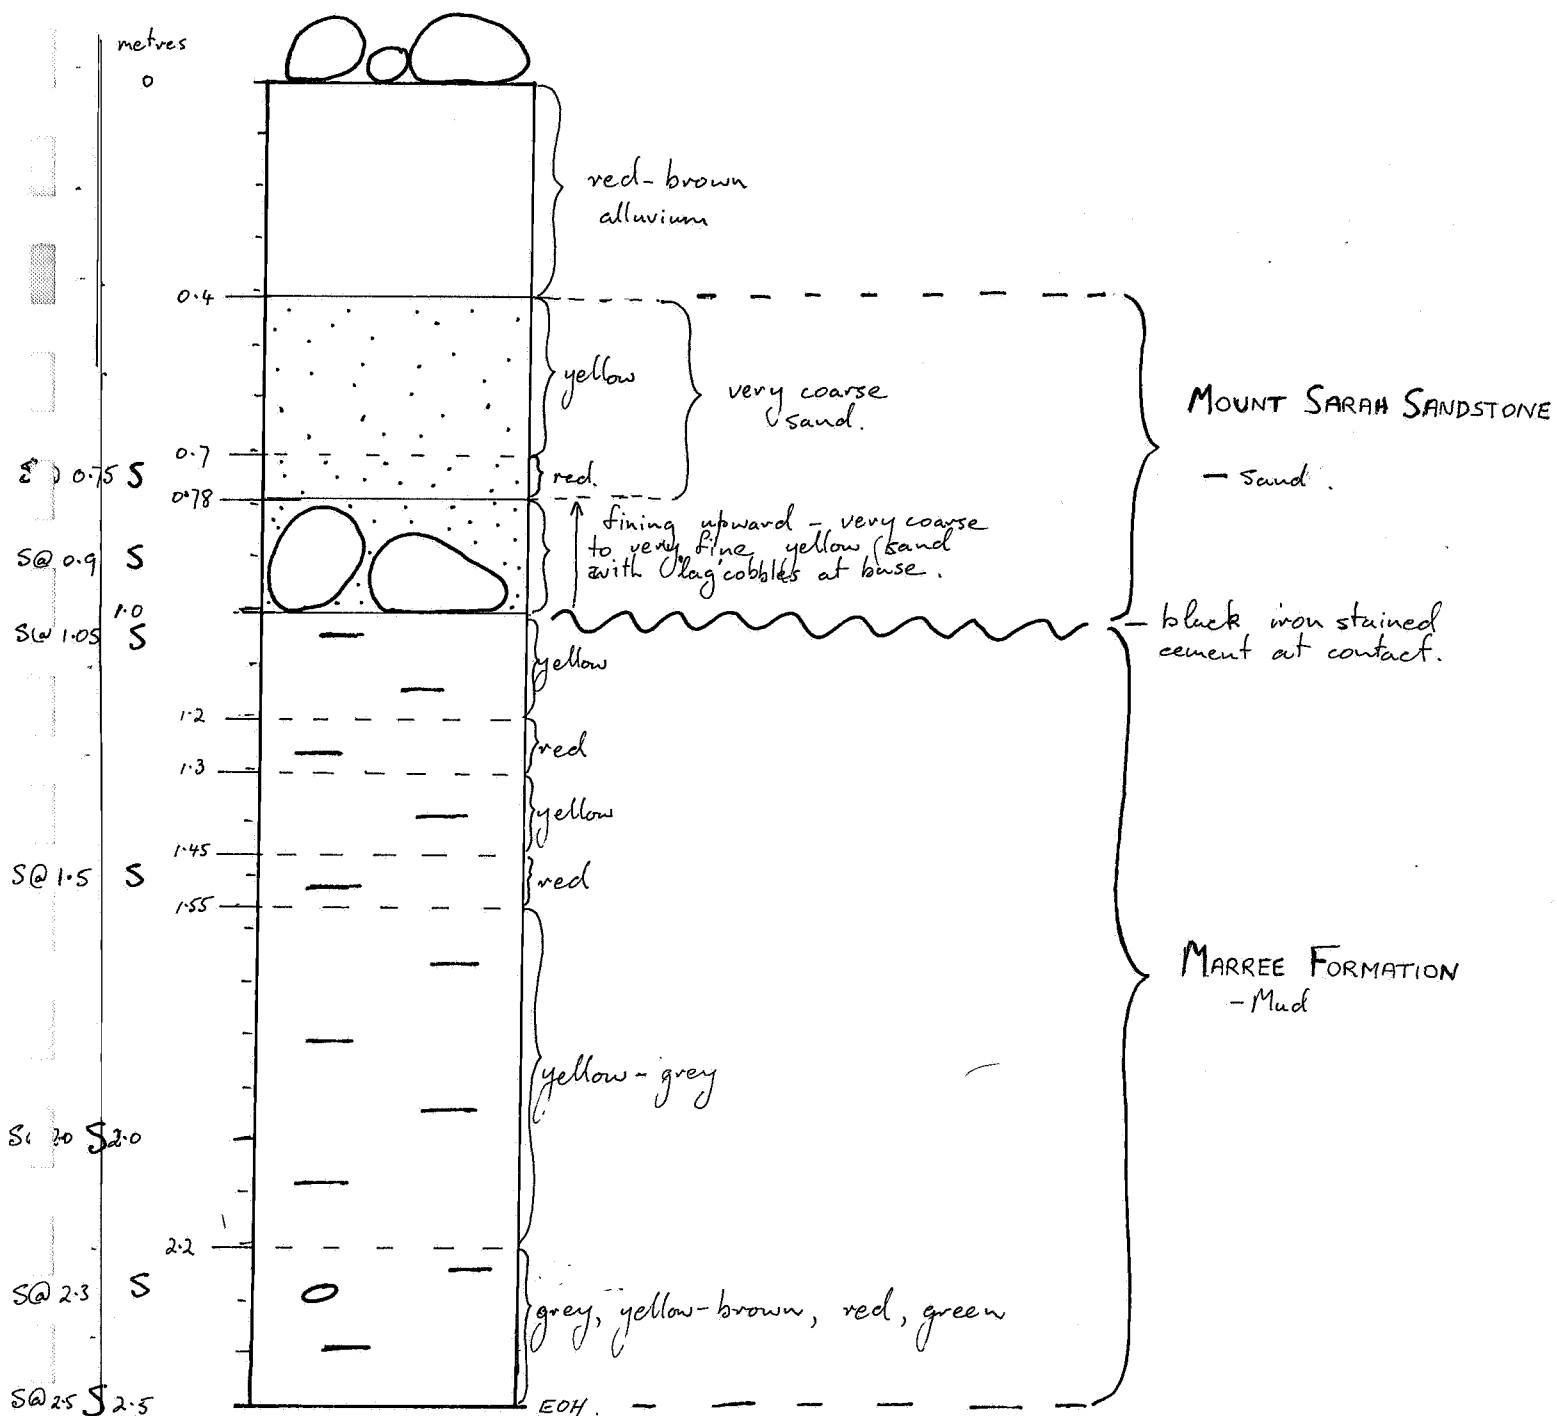 metres
0
red-brown
alluvium
0.4
yellow
very coarse
sand.
MOUNT SARAH SANDSTONE
- sand.
0.7
0.75 S
red.
0.78
fining upward - very coarse
to very fine yellow sand
with 'lag' cobbles at base.
S@ 0.9 S
1.0
S@ 1.05 S
- black iron stained
cement at contact.
yellow
1.2
red
1.3
yellow
1.45
S@ 1.5 S
red
1.55
MARREE FORMATION
- Mud
yellow-grey
S 2.0
2.2
S@ 2.3 S
grey, yellow-brown, red, green
S@ 2.5 S 2.5
EOH.